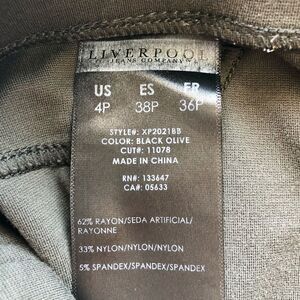 LIVERPOOL
JEANS COMPANY
US ES FR
4P 38P 36P
STYLE#: XP2021BB
COLOR: BLACK OLIVE
CUT#: 11078
MADE IN CHINA
RN#: 133647
CA#: 05633
62% RAYON/SEDA ARTIFICIAL/
RAYONNE
33% NYLON/NYLON/NYLON
5% SPANDEX/SPANDEX/SPANDEX